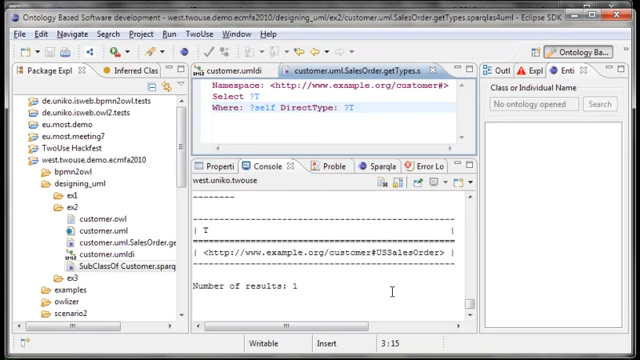 Ontology Based Software development - west.twouse.ecmfa2010/designing_uml/ex2/customer.uml.SalesOrder.getTypes.sparqlas4uml - Eclipse SDK
File Edit Navigate Search Project Run Window Help
Ontology Ba...
Package Expl
Inferred Class
de.uniko.isweb.bpmn2owl.tests
de.uniko.isweb.owl2.tests
eu.most.demo
eu.most.meeting7
TwoUse Hackfest
west.twouse.demo.ecmfa2010
bpmn2owl
designing_uml
ex1
ex2
customer.owl
customer.uml
customer.uml.SalesOrder.get
customer.umldi
SubClassOf Customer.sparq
ex3
examples
owlizer
scenario2
customer.umldi
customer.uml.SalesOrder.getTypes.s
Namespace: <http://www.example.org/customer#>
Select ?T
Where: ?self DirectType: ?T
Properti
Console
Proble
Sparqla
Error Lo
west.uniko.twouse
--------
| T |
| <http://www.example.org/customer#USSalesOrder> |
Number of results: 1
Outl
Expl
Enti
Class or Individual Name
No ontology opened
Search
Writable
Insert
3:15